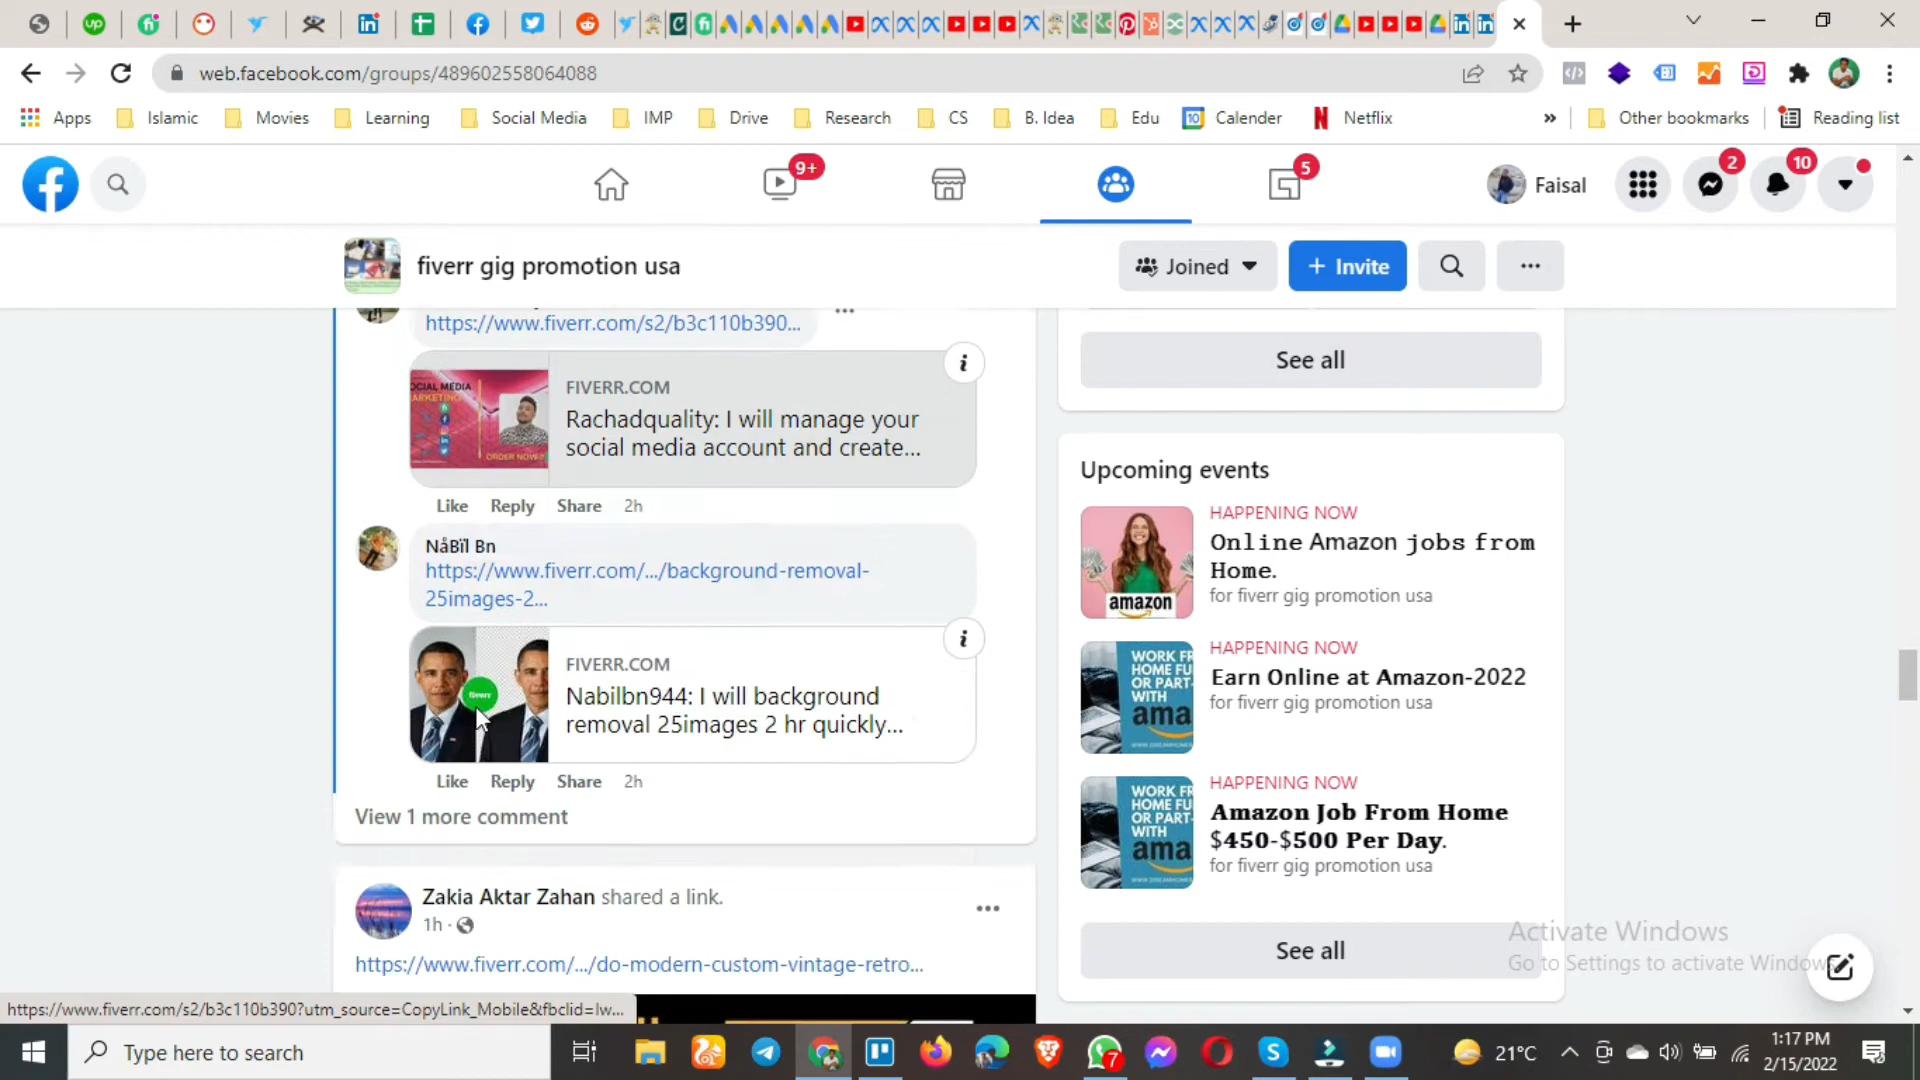 web.facebook.com/groups/489602558064088
Apps
Islamic
Movies
Learning
Social Media
IMP
Drive
Research
CS
B. Idea
Edu
10
Calender
Netflix
»
Other bookmarks
Reading list
9+
5
Faisal
2
10
fiverr gig promotion usa
Joined
+ Invite
https://www.fiverr.com/s2/b3c110b390...
FIVERR.COM
Rachadquality: I will manage your
social media account and create...
Like Reply Share 2h
NåBïl Bn
https://www.fiverr.com/.../background-removal-
25images-2...
fiverr
FIVERR.COM
Nabilbn944: I will background
removal 25images 2 hr quickly...
Like Reply Share 2h
View 1 more comment
Zakia Aktar Zahan shared a link.
1h ·
https://www.fiverr.com/.../do-modern-custom-vintage-retro...
See all
Upcoming events
amazon
HAPPENING NOW
Online Amazon jobs from
Home.
for fiverr gig promotion usa
HAPPENING NOW
Earn Online at Amazon-2022
for fiverr gig promotion usa
HAPPENING NOW
Amazon Job From Home
$450-$500 Per Day.
for fiverr gig promotion usa
See all
Activate Windows
Go to Settings to activate Windows
https://www.fiverr.com/s2/b3c110b390?utm_source=CopyLink_Mobile&fbclid=Iw...
Type here to search
7
21°C
1:17 PM
2/15/2022